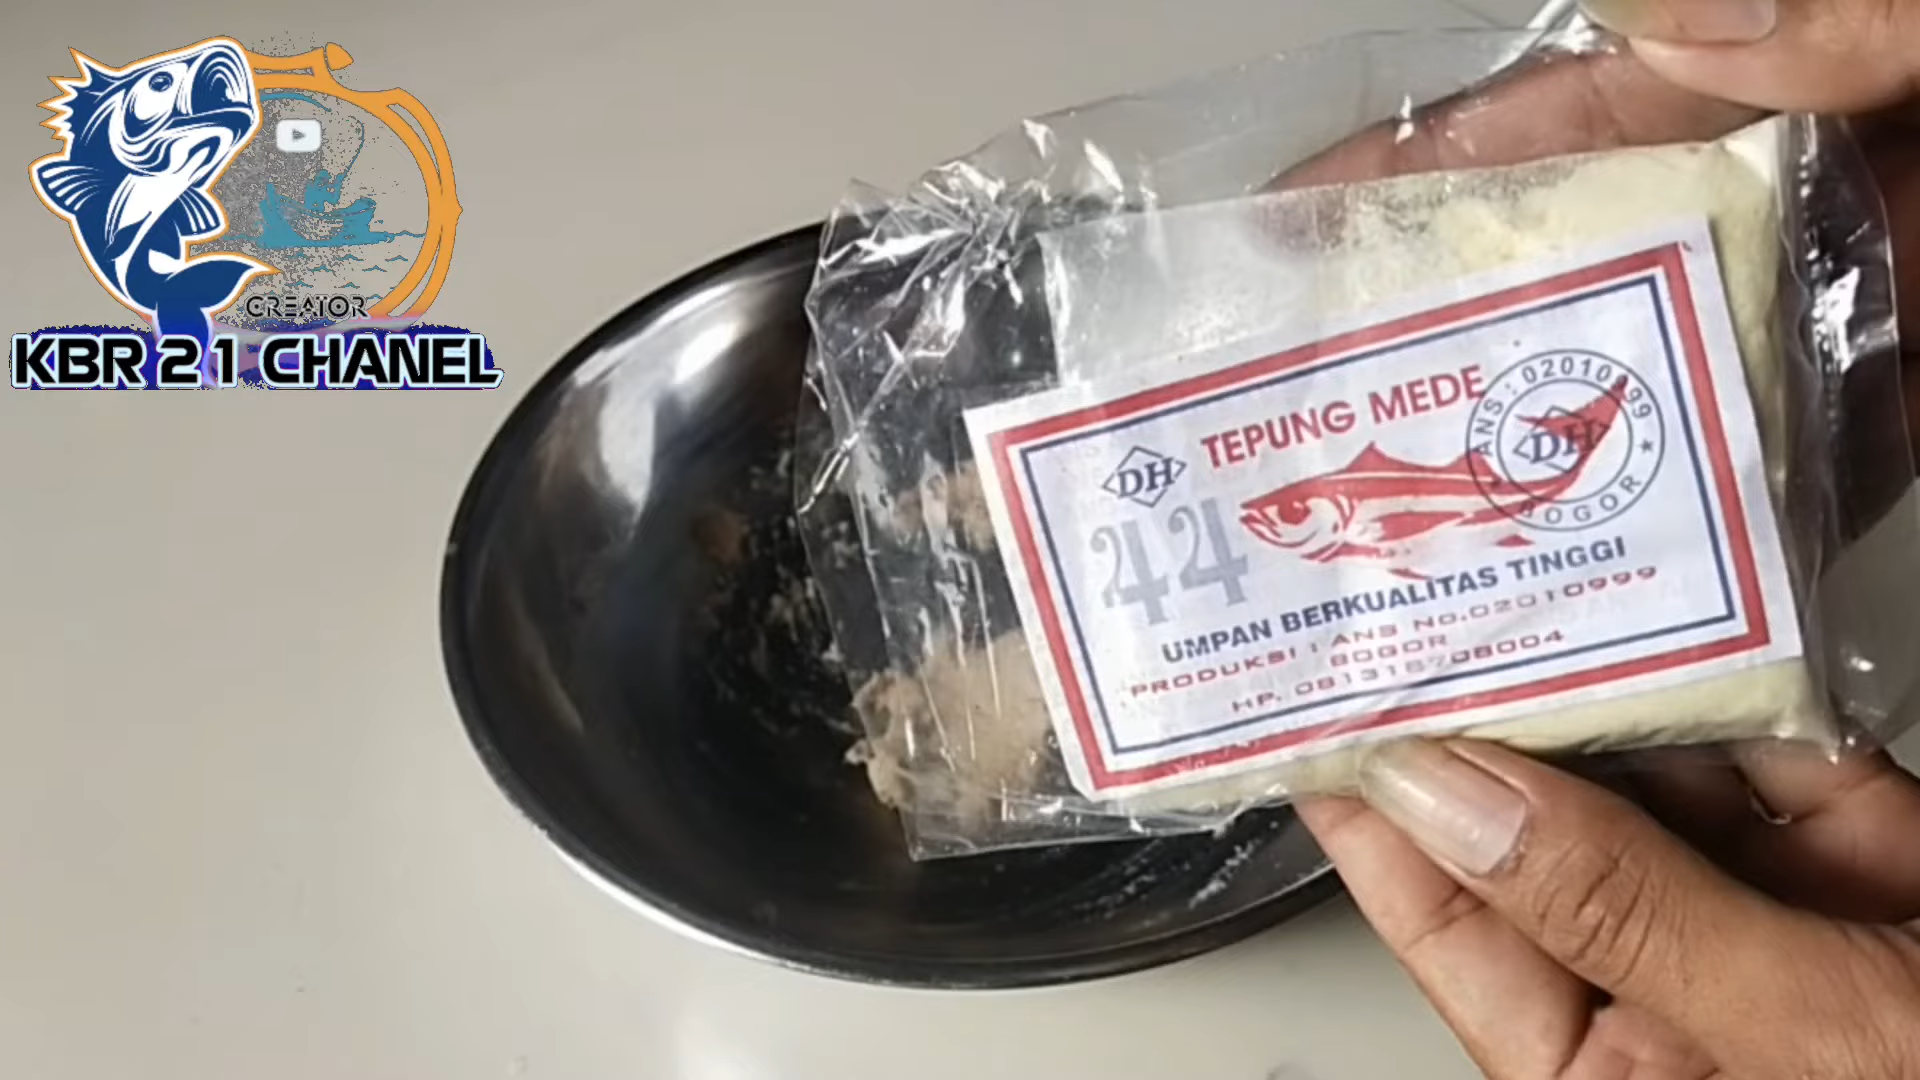 CREATOR
KBR 21 CHANEL
TEPUNG MEDE
DH
44
ANS : 02010999 ★
DH
BOGOR
UMPAN BERKUALITAS TINGGI
PRODUKSI : ANS No.02010999
BOGOR
HP. 081318708004